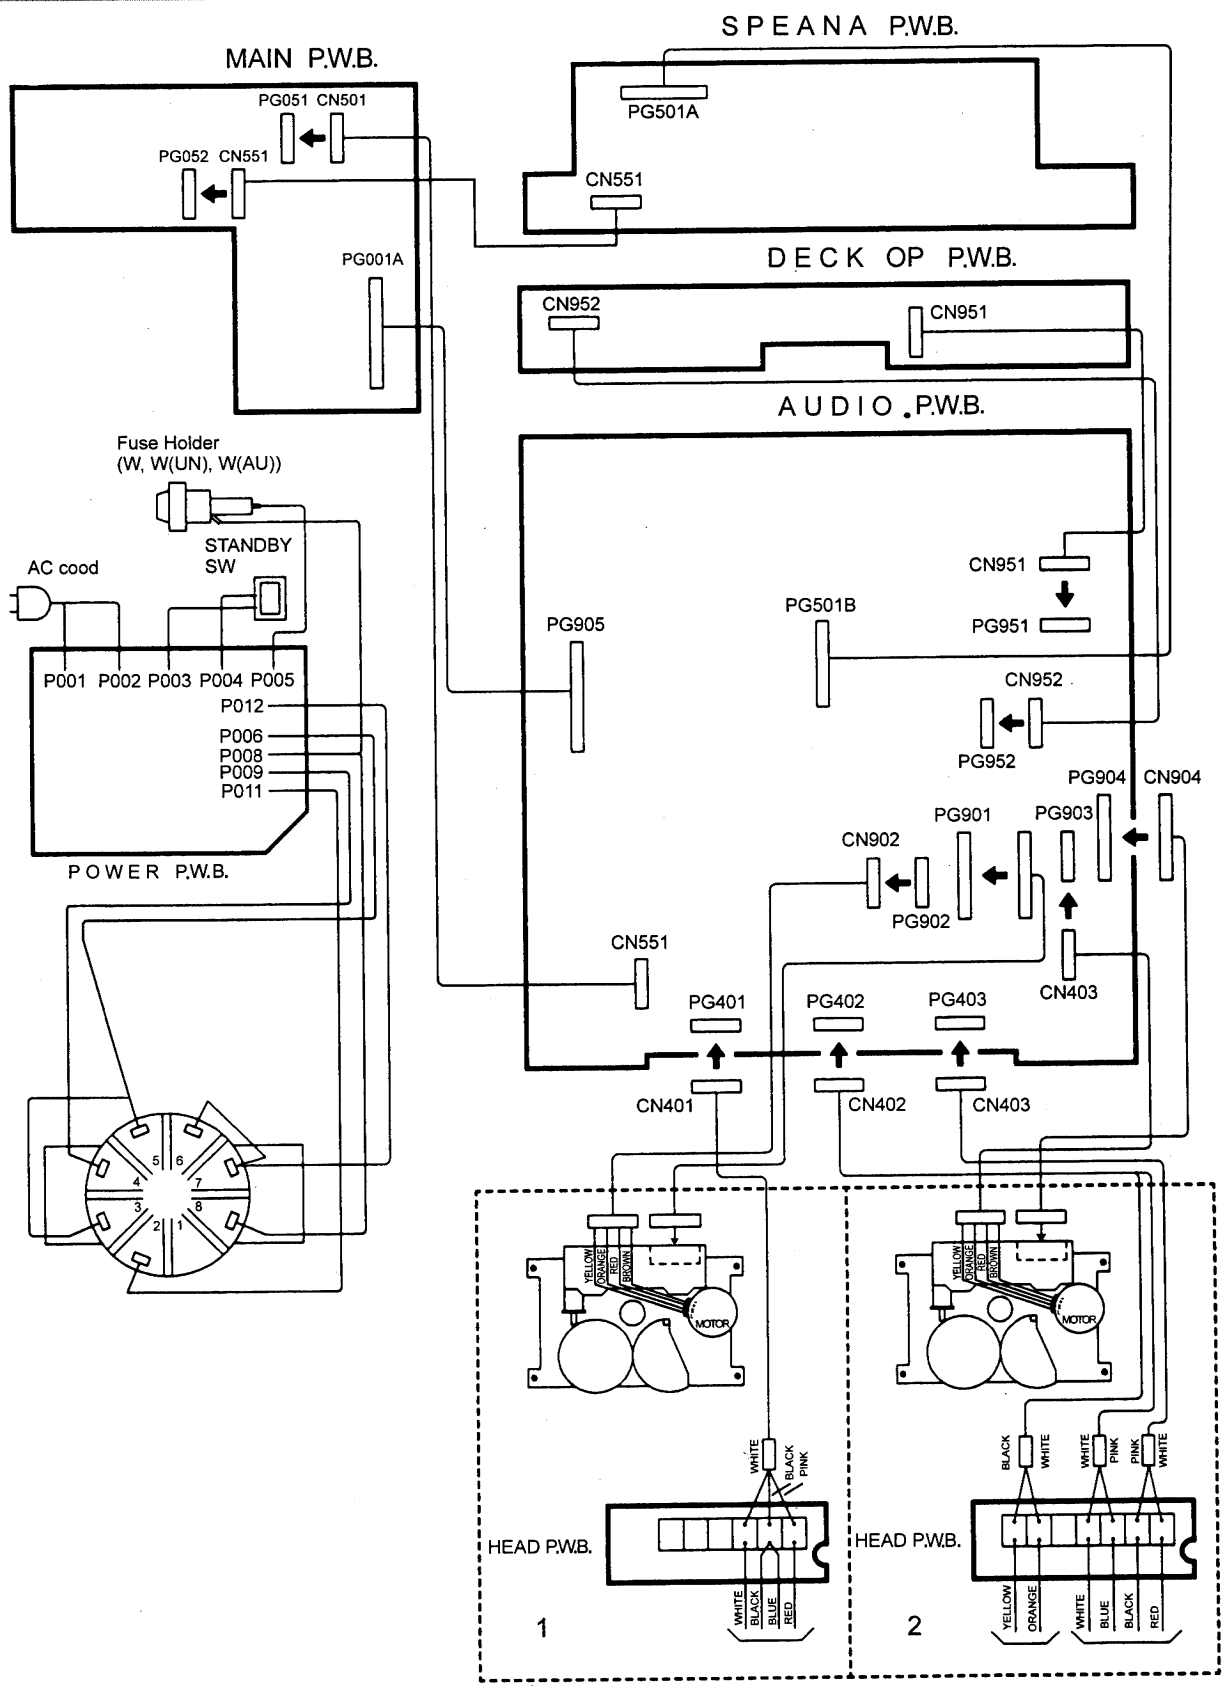 SPEANA P.W.B.
MAIN P.W.B.
PG051 CN501
PG501A
PG052 CN551
CN551
PG001A
DECK OP P.W.B.
CN952
CN951
AUDIO .P.W.B.
Fuse Holder
(W, W(UN), W(AU))
STANDBY
SW
AC cood
CN951
PG501B
PG905
PG951
P001 P002 P003 P004 P005
CN952
P012
P006
P008
P009
P011
PG952
PG904 CN904
PG901
PG903
CN902
POWER P.W.B.
PG902
CN551
CN403
PG401
PG402
PG403
CN401
CN402
CN403
5 6
4 7
3 8
2 1
YELLOW
ORANGE
RED
BROWN
MOTOR
YELLOW
ORANGE
RED
BROWN
MOTOR
WHITE
BLACK
PINK
BLACK
WHITE
WHITE
PINK
PINK
WHITE
HEAD P.W.B.
HEAD P.W.B.
WHITE
BLACK
BLUE
RED
YELLOW
ORANGE
WHITE
BLUE
BLACK
RED
1
2